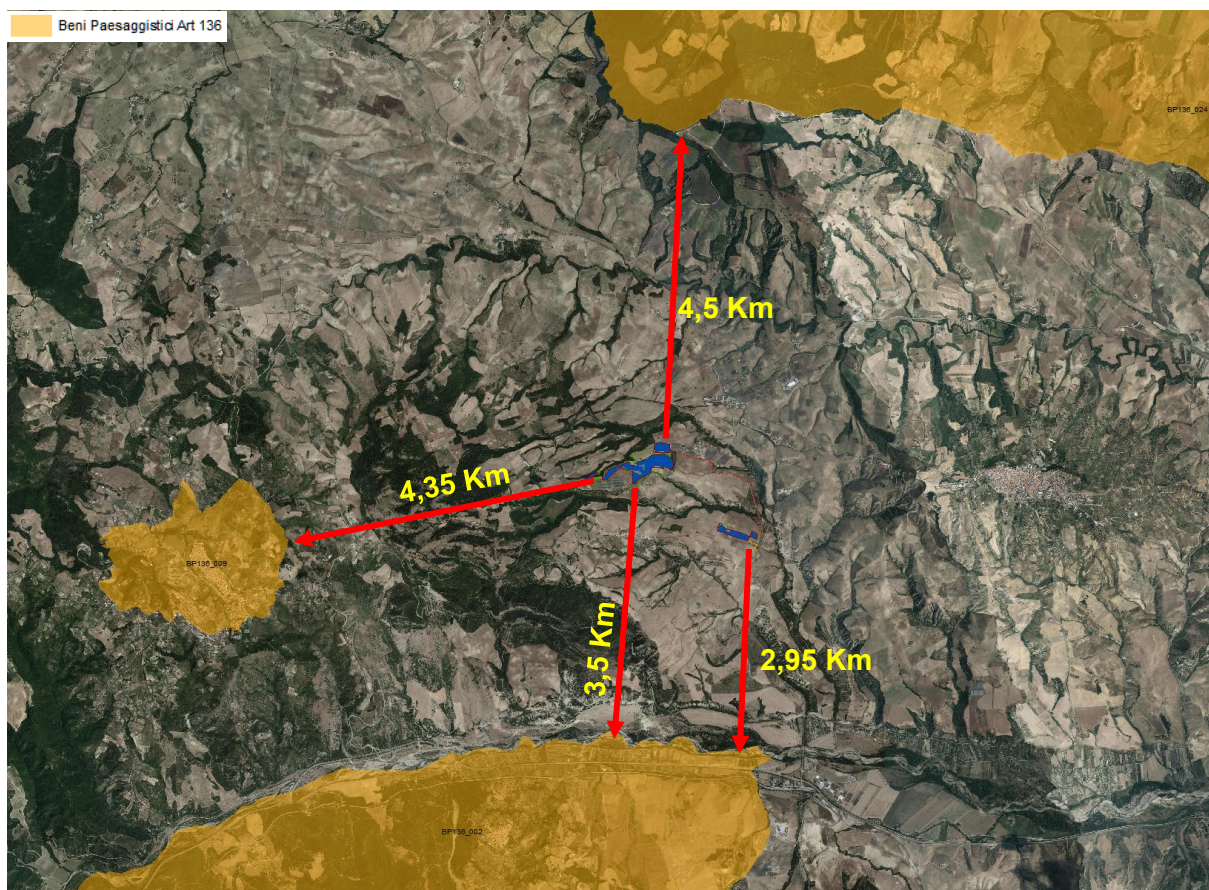 Beni Paesaggistici Art 136
BP136_024
4,5 Km
4,35 Km
BP136_009
3,5 Km
2,95 Km
BP136_002